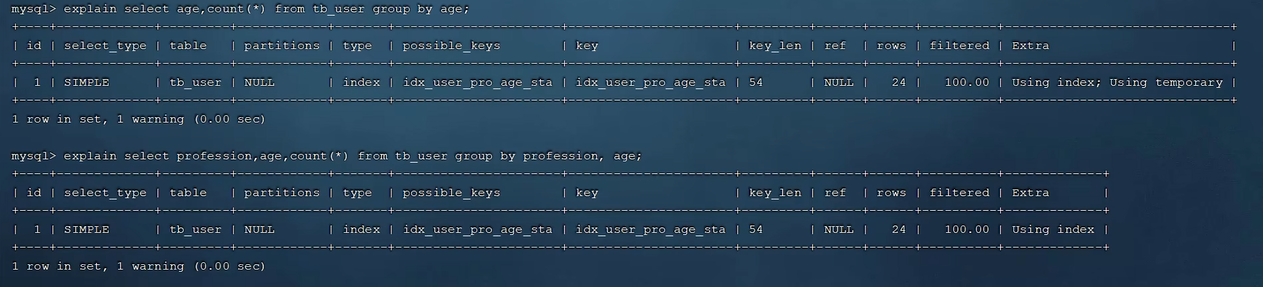 mysql> explain select age,count(*) from tb_user group by age;
+----+-------------+---------+------------+-------+----------------------+----------------------+---------+------+------+----------+------------------------------+
| id | select_type | table | partitions | type | possible_keys | key | key_len | ref | rows | filtered | Extra |
+----+-------------+---------+------------+-------+----------------------+----------------------+---------+------+------+----------+------------------------------+
| 1 | SIMPLE | tb_user | NULL | index | idx_user_pro_age_sta | idx_user_pro_age_sta | 54 | NULL | 24 | 100.00 | Using index; Using temporary |
+----+-------------+---------+------------+-------+----------------------+----------------------+---------+------+------+----------+------------------------------+
1 row in set, 1 warning (0.00 sec)
mysql> explain select profession,age,count(*) from tb_user group by profession, age;
+----+-------------+---------+------------+-------+----------------------+----------------------+---------+------+------+----------+-------------+
| id | select_type | table | partitions | type | possible_keys | key | key_len | ref | rows | filtered | Extra |
+----+-------------+---------+------------+-------+----------------------+----------------------+---------+------+------+----------+-------------+
| 1 | SIMPLE | tb_user | NULL | index | idx_user_pro_age_sta | idx_user_pro_age_sta | 54 | NULL | 24 | 100.00 | Using index |
+----+-------------+---------+------------+-------+----------------------+----------------------+---------+------+------+----------+-------------+
1 row in set, 1 warning (0.00 sec)